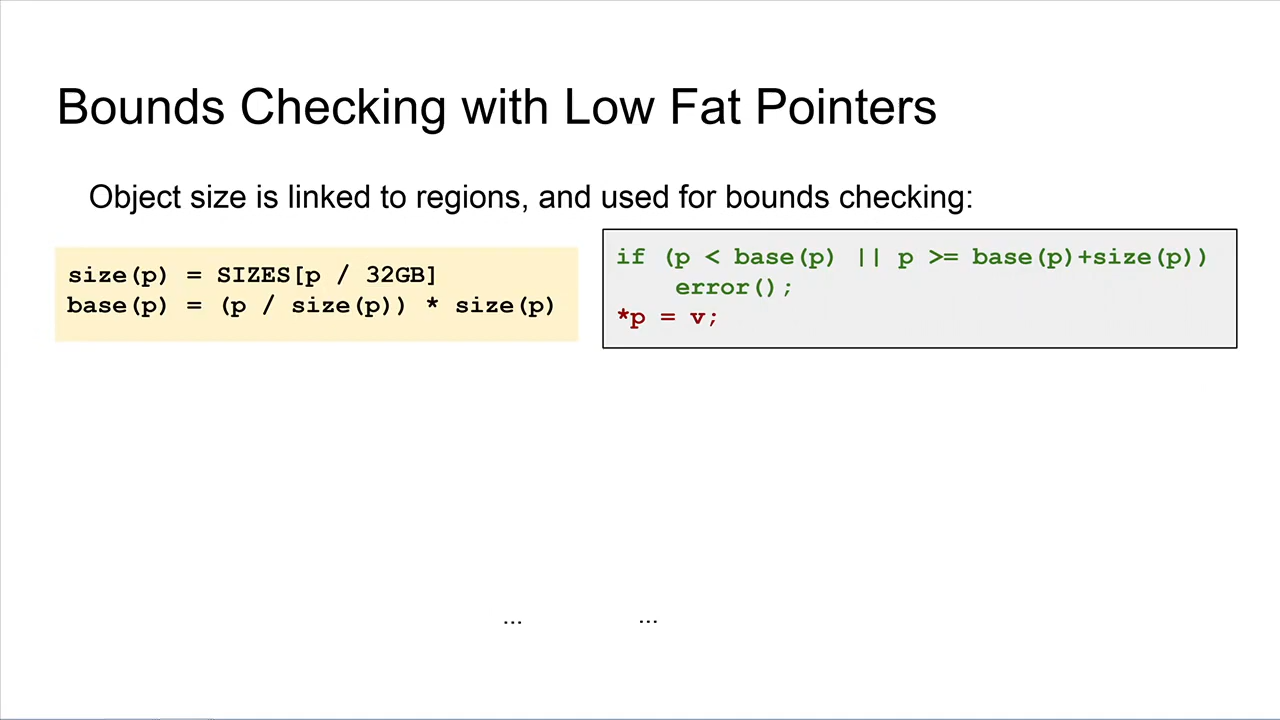 Bounds Checking with Low Fat Pointers
Object size is linked to regions, and used for bounds checking:
size(p) = SIZES[p / 32GB]
base(p) = (p / size(p)) * size(p)
if (p < base(p) || p >= base(p)+size(p))
error();
*p = v;
... ...